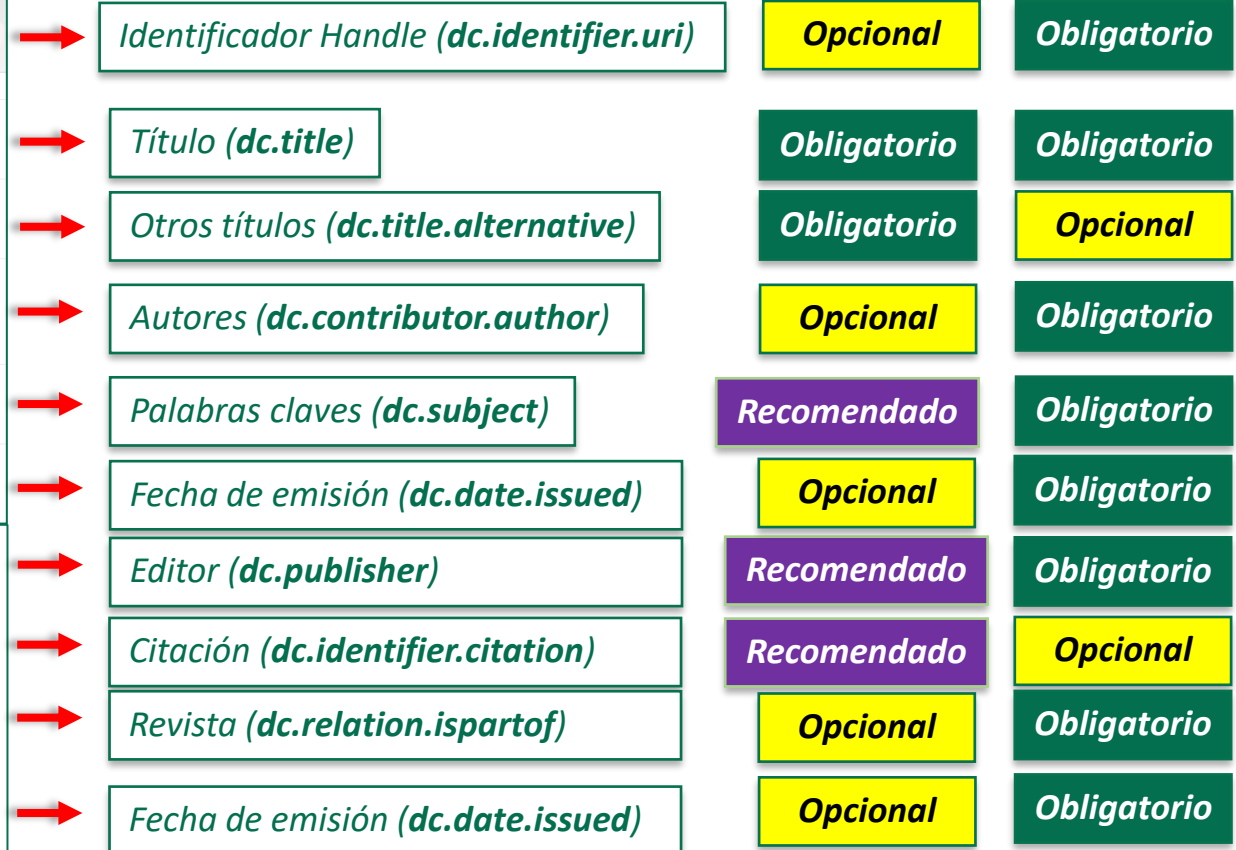 Identificador Handle (dc.identifier.uri) Opcional Obligatorio
Título (dc.title) Obligatorio Obligatorio
Otros títulos (dc.title.alternative) Obligatorio Opcional
Autores (dc.contributor.author) Opcional Obligatorio
Palabras claves (dc.subject) Recomendado Obligatorio
Fecha de emisión (dc.date.issued) Opcional Obligatorio
Editor (dc.publisher) Recomendado Obligatorio
Citación (dc.identifier.citation) Recomendado Opcional
Revista (dc.relation.ispartof) Opcional Obligatorio
Fecha de emisión (dc.date.issued) Opcional Obligatorio